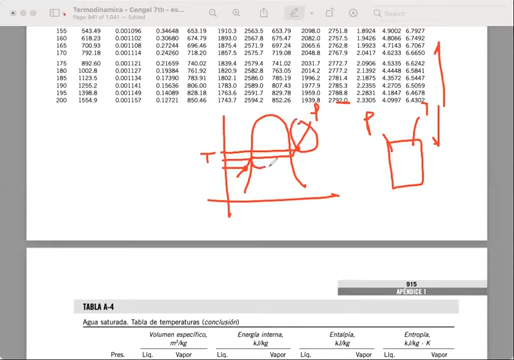 Termodinamica - Cengel 7th - es...
Page 941 of 1,041
155 543.49 0.001096 0.34648 653.19 1910.3 2563.5 653.79 2098.0 2751.8 1.8924 4.9002 6.7927
160 618.23 0.001102 0.30680 674.79 1893.0 2567.8 675.47 2082.0 2757.5 1.9426 4.8066 6.7492
165 700.93 0.001108 0.27244 696.46 1875.4 2571.9 697.24 2065.6 2762.8 1.9923 4.7143 6.7067
170 792.18 0.001114 0.24260 718.20 1857.5 2575.7 719.08 2048.8 2767.9 2.0417 4.6233 6.6650
175 892.60 0.001121 0.21659 740.02 1839.4 2579.4 741.02 2031.7 2772.7 2.0906 4.5335 6.6242
180 1002.8 0.001127 0.19384 761.92 1820.9 2582.8 763.05 2014.2 2777.2 2.1392 4.4448 6.5841
185 1123.5 0.001134 0.17390 783.91 1802.1 2586.0 785.19 1996.2 2781.4 2.1875 4.3572 6.5447
190 1255.2 0.001141 0.15636 806.00 1783.0 2589.0 807.43 1977.9 2785.3 2.2355 4.2705 6.5059
195 1398.8 0.001149 0.14089 828.18 1763.6 2591.7 829.78 1959.0 2788.8 2.2831 4.1847 6.4678
200 1554.9 0.001157 0.12721 850.46 1743.7 2594.2 852.26 1939.8 2792.0 2.3305 4.0997 6.4302
P
T
P
T
915
APÉNDICE 1
TABLA A-4
Agua saturada. Tabla de temperaturas (conclusión)
Volumen específico, Energía interna, Entalpía, Entropía,
m³/kg kJ/kg kJ/kg kJ/kg · K
Pres. Líq. Vapor Líq. Vapor Líq. Vapor Líq. Vapor